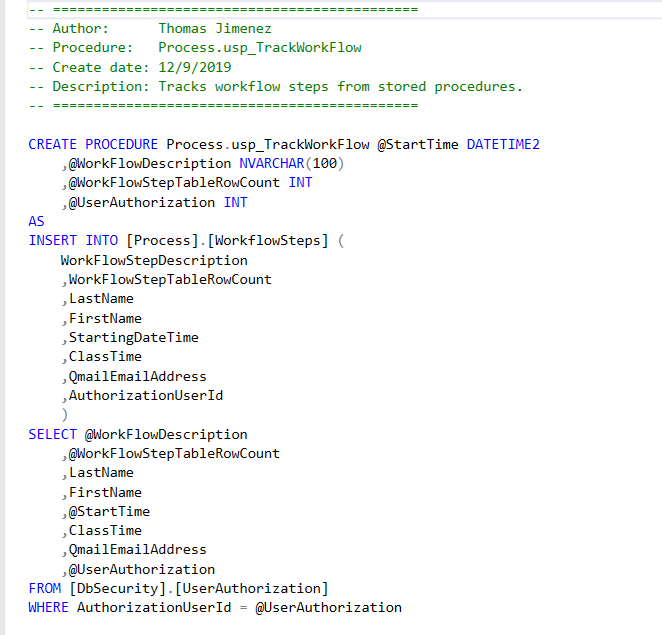 -- =============================================
-- Author:      Thomas Jimenez
-- Procedure:   Process.usp_TrackWorkFlow
-- Create date: 12/9/2019
-- Description: Tracks workflow steps from stored procedures.
-- =============================================

CREATE PROCEDURE Process.usp_TrackWorkFlow @StartTime DATETIME2
    ,@WorkFlowDescription NVARCHAR(100)
    ,@WorkFlowStepTableRowCount INT
    ,@UserAuthorization INT
AS
INSERT INTO [Process].[WorkflowSteps] (
    WorkFlowStepDescription
    ,WorkFlowStepTableRowCount
    ,LastName
    ,FirstName
    ,StartingDateTime
    ,ClassTime
    ,QmailEmailAddress
    ,AuthorizationUserId
    )
SELECT @WorkFlowDescription
    ,@WorkFlowStepTableRowCount
    ,LastName
    ,FirstName
    ,@StartTime
    ,ClassTime
    ,QmailEmailAddress
    ,@UserAuthorization
FROM [DbSecurity].[UserAuthorization]
WHERE AuthorizationUserId = @UserAuthorization